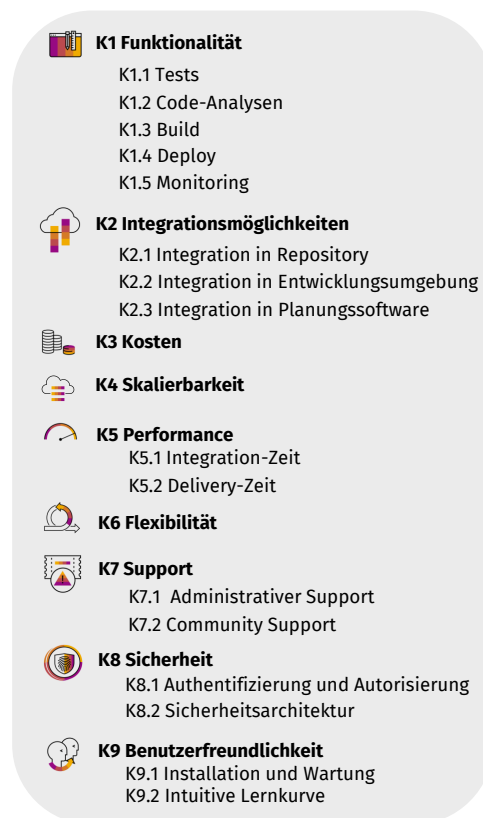 K1 Funktionalität
K1.1 Tests
K1.2 Code-Analysen
K1.3 Build
K1.4 Deploy
K1.5 Monitoring
K2 Integrationsmöglichkeiten
K2.1 Integration in Repository
K2.2 Integration in Entwicklungsumgebung
K2.3 Integration in Planungssoftware
K3 Kosten
K4 Skalierbarkeit
K5 Performance
K5.1 Integration-Zeit
K5.2 Delivery-Zeit
K6 Flexibilität
K7 Support
K7.1 Administrativer Support
K7.2 Community Support
K8 Sicherheit
K8.1 Authentifizierung und Autorisierung
K8.2 Sicherheitsarchitektur
K9 Benutzerfreundlichkeit
K9.1 Installation und Wartung
K9.2 Intuitive Lernkurve